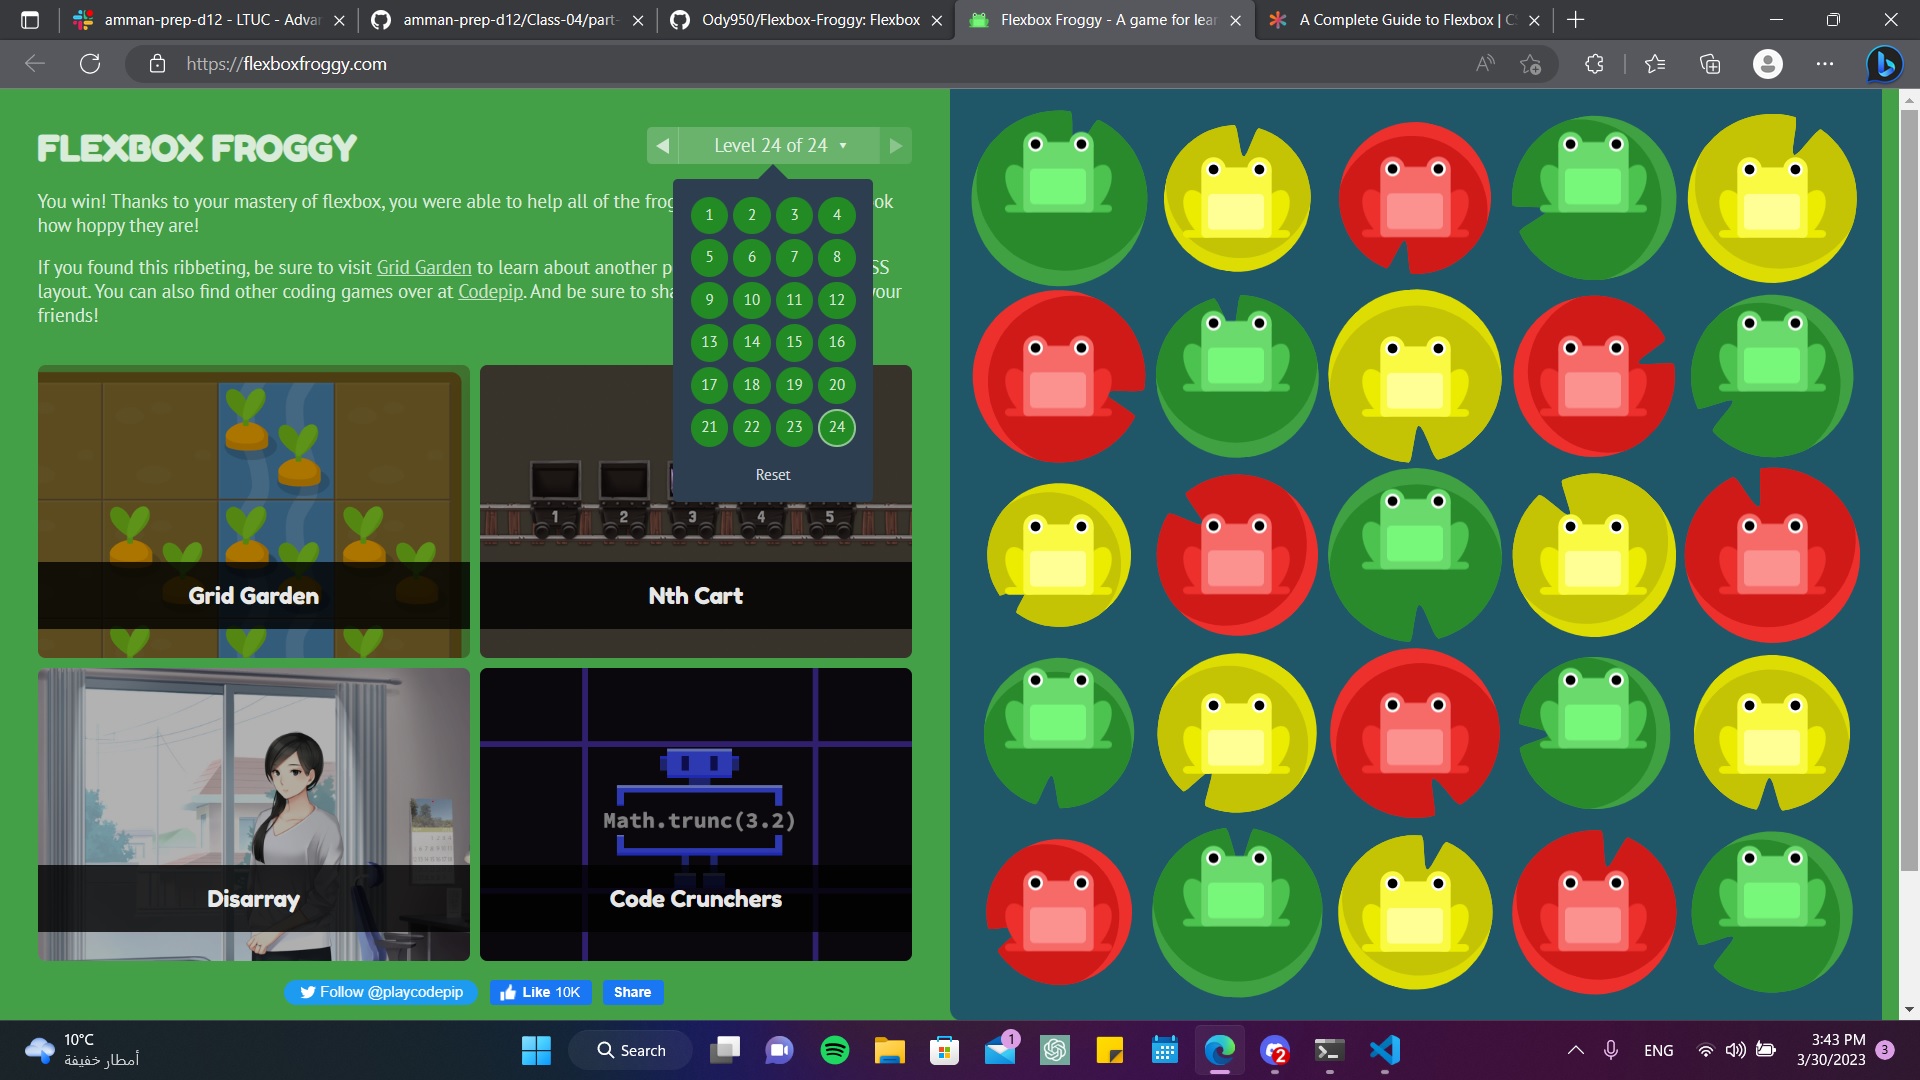 amman-prep-d12 - LTUC - Advan
amman-prep-d12/Class-04/part-
Ody950/Flexbox-Froggy: Flexbox
Flexbox Froggy - A game for lear
A Complete Guide to Flexbox | CS
https://flexboxfroggy.com
FLEXBOX FROGGY
Level 24 of 24
You win! Thanks to your mastery of flexbox, you were able to help all of the frog
ok
how hoppy they are!
If you found this ribbeting, be sure to visit Grid Garden to learn about another p
SS
layout. You can also find other coding games over at Codepip. And be sure to sha
your
friends!
1 2 3 4
5 6 7 8
9 10 11 12
13 14 15 16
17 18 19 20
21 22 23 24
Reset
1 2 3 4 5
Grid Garden
Nth Cart
Math.trunc(3.2)
Disarray
Code Crunchers
Follow @playcodepip
Like 10K
Share
10°C
أمطار خفيفة
Search
1
2
ENG
3:43 PM
3/30/2023
3